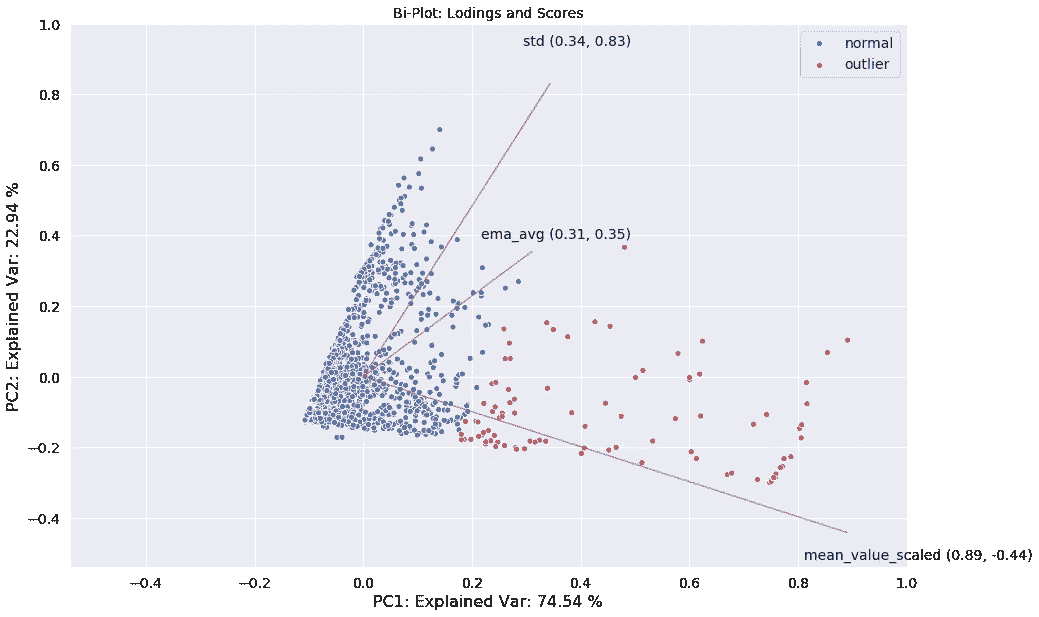 Bi-Plot: Lodings and Scores
1.0
std (0.34, 0.83)
normal
outlier
0.8
0.6
0.4
ema_avg (0.31, 0.35)
0.2
0.0
−0.2
−0.4
mean_value_scaled (0.89, -0.44)
PC2: Explained Var: 22.94 %
−0.4 −0.2 0.0 0.2 0.4 0.6 0.8 1.0
PC1: Explained Var: 74.54 %